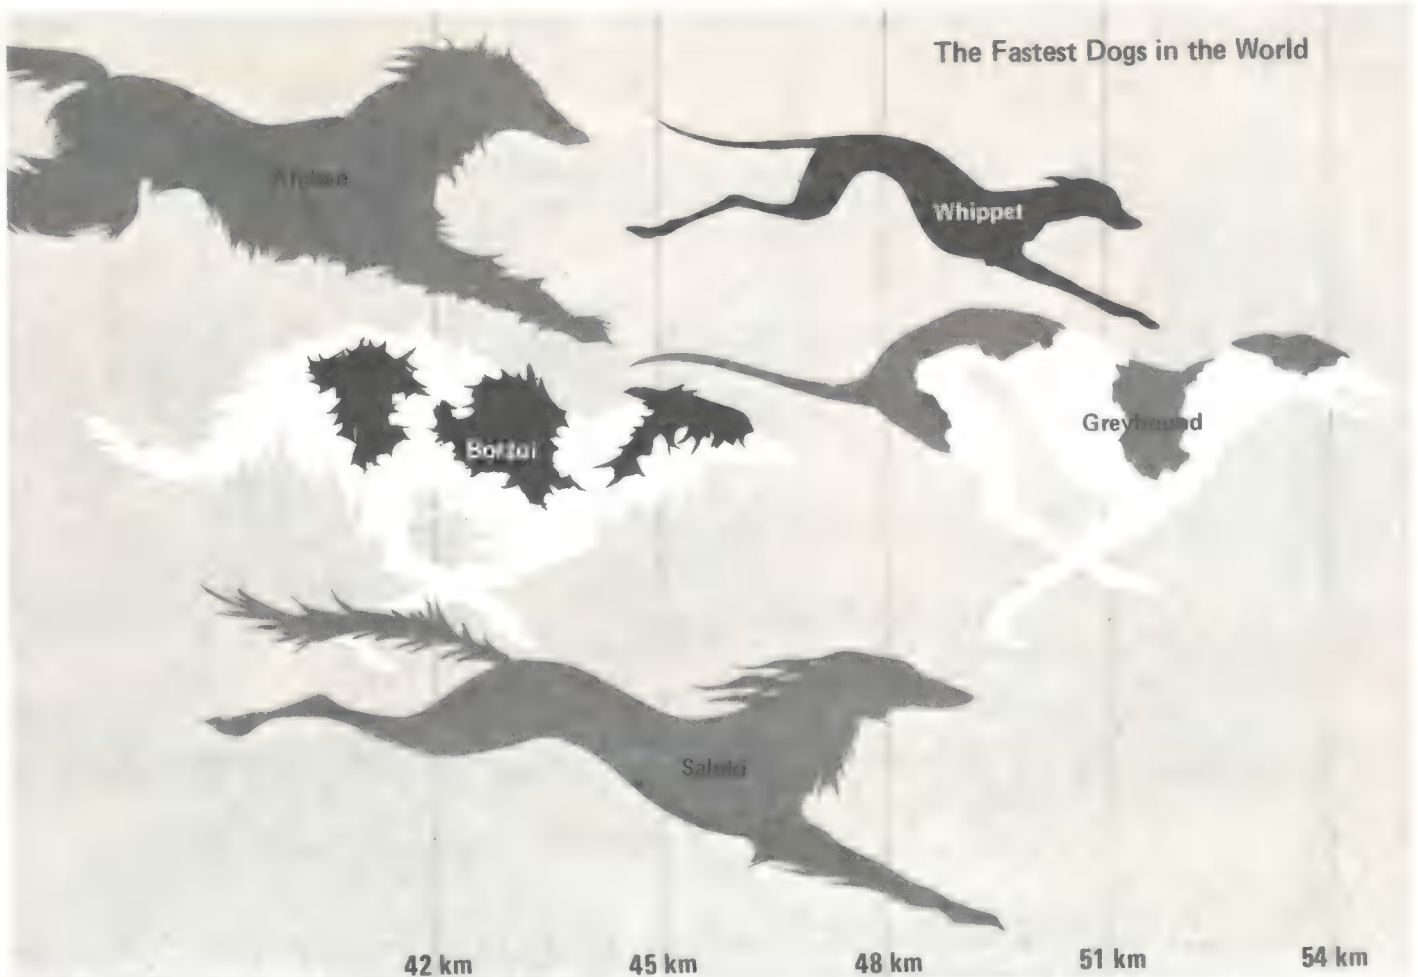 The Fastest Dogs in the World
Afghan
Whippet
Greyhound
Borzoi
Saluki
42 km
45 km
48 km
51 km
54 km